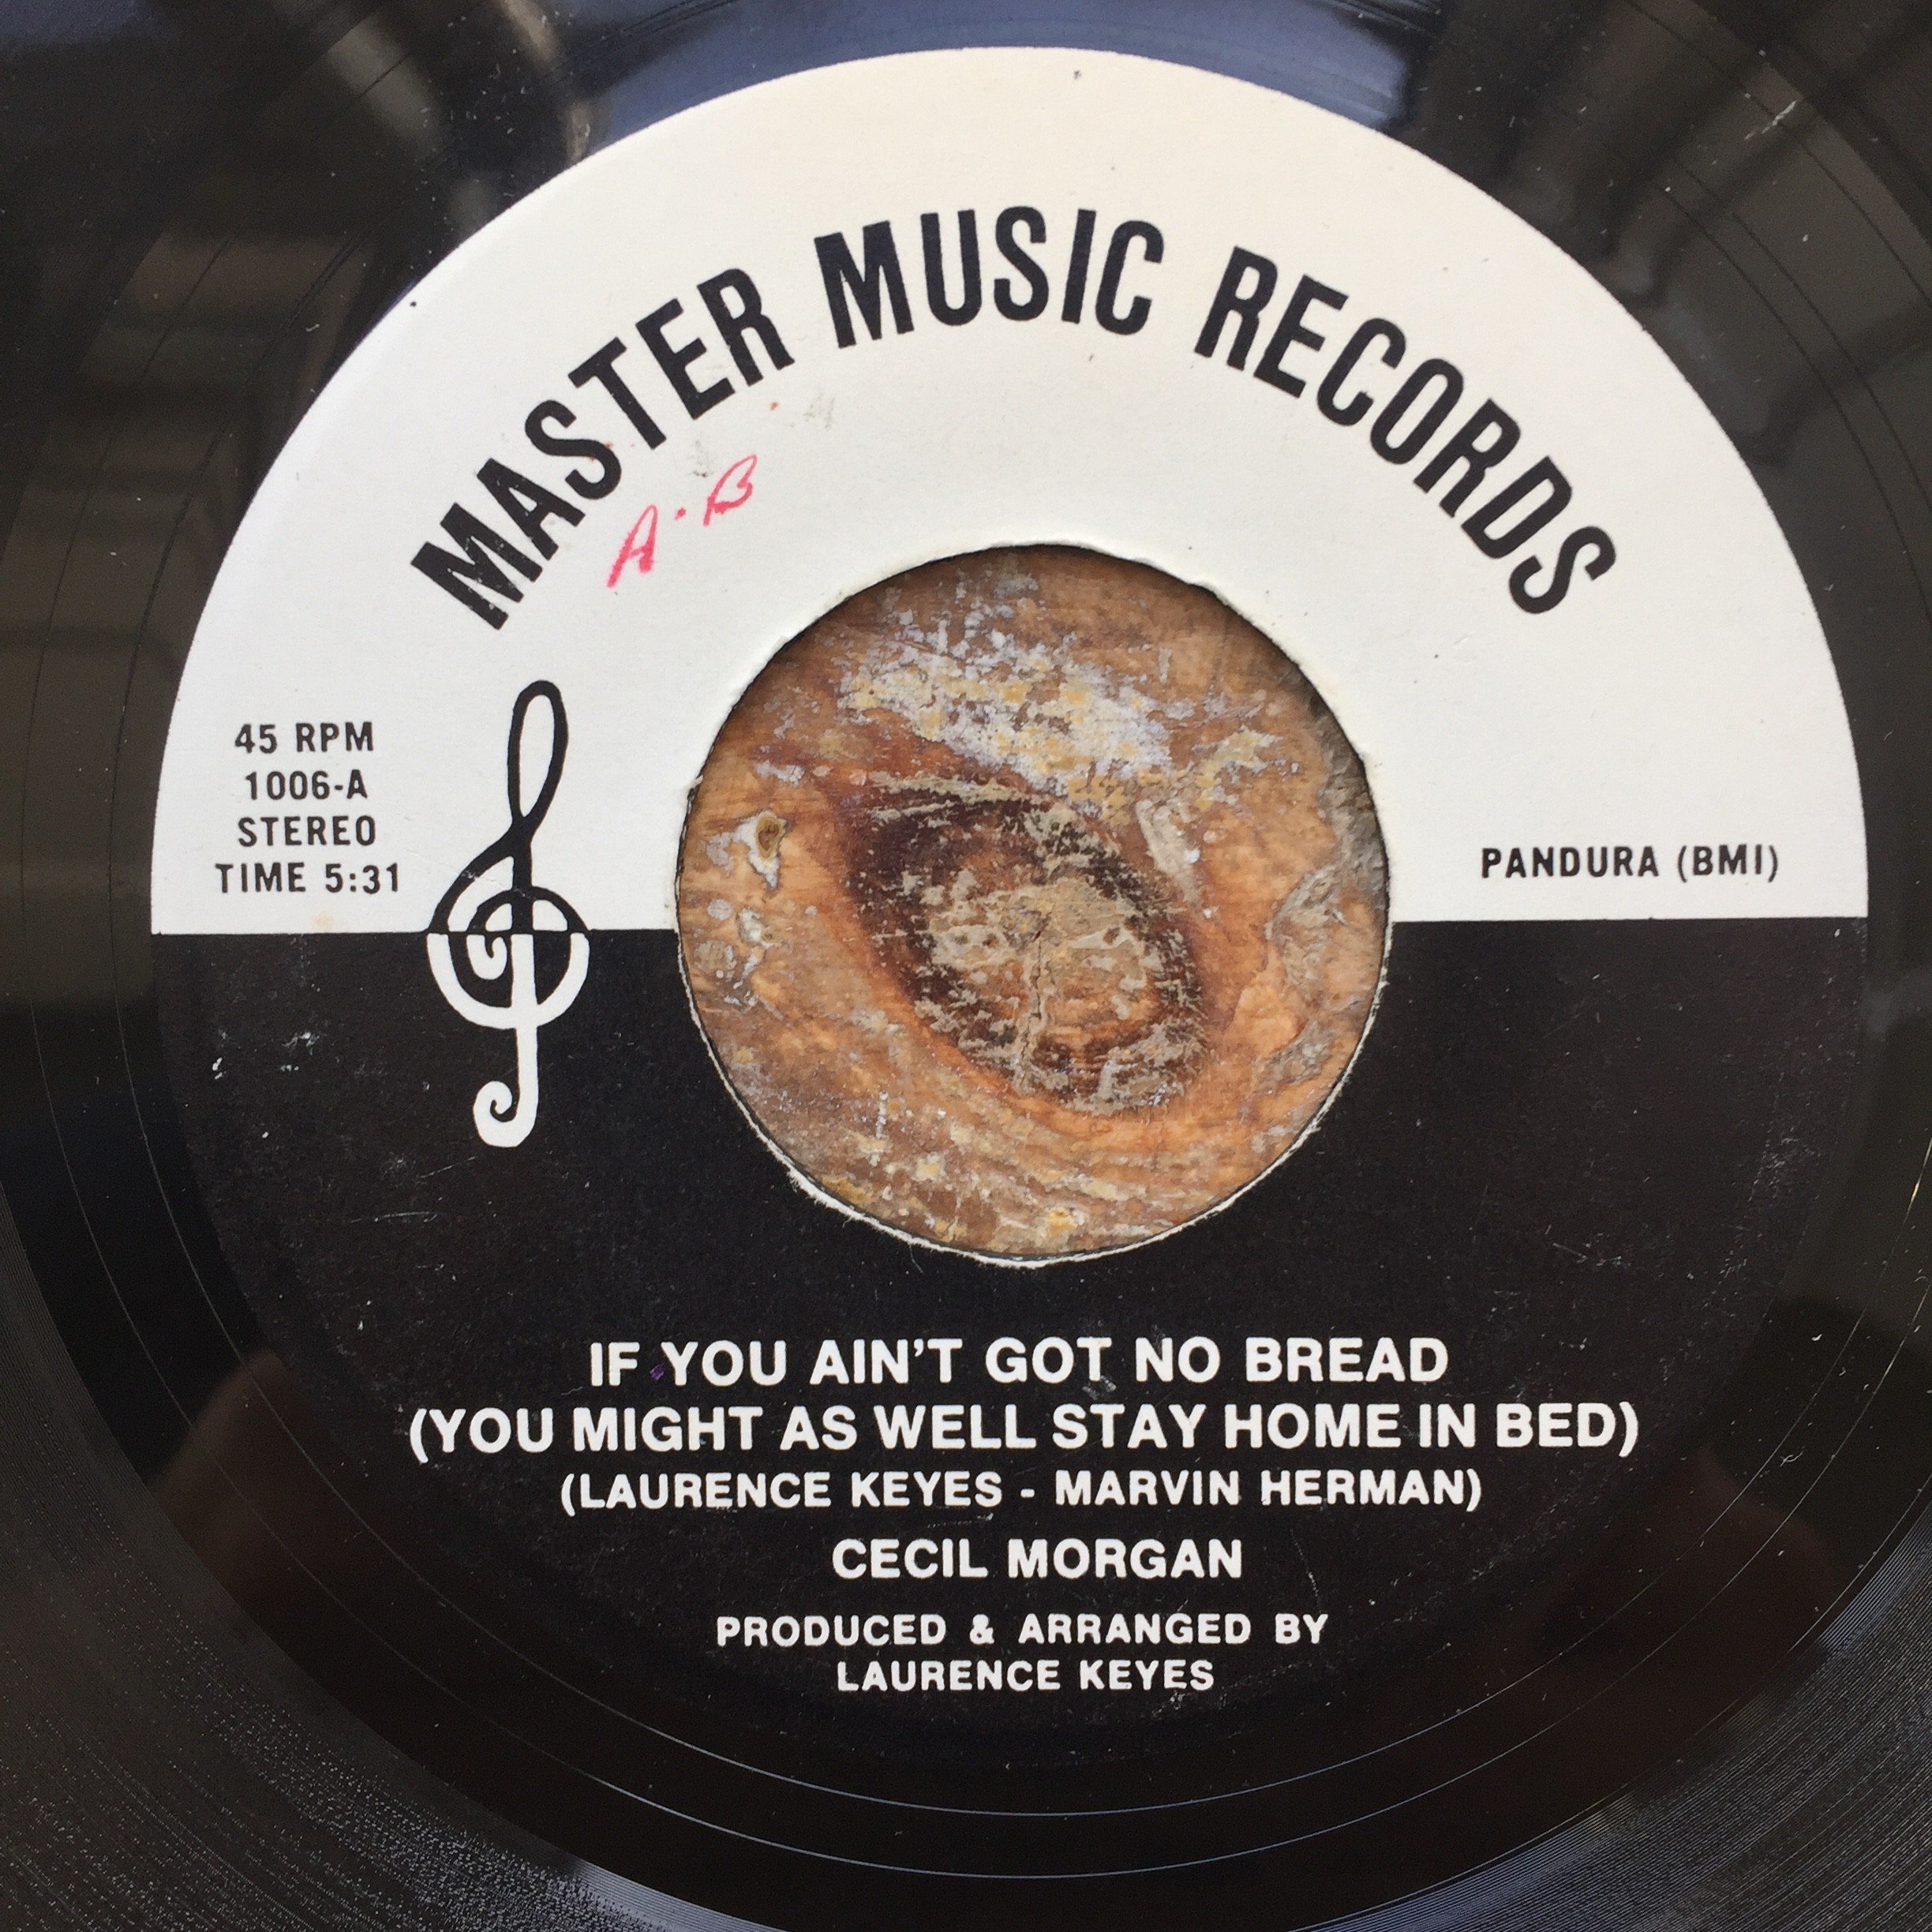 MASTER MUSIC RECORDS
A·B
45 RPM
1006-A
STEREO
TIME 5:31
PANDURA (BMI)
IF YOU AIN'T GOT NO BREAD
(YOU MIGHT AS WELL STAY HOME IN BED)
(LAURENCE KEYES - MARVIN HERMAN)
CECIL MORGAN
PRODUCED & ARRANGED BY
LAURENCE KEYES